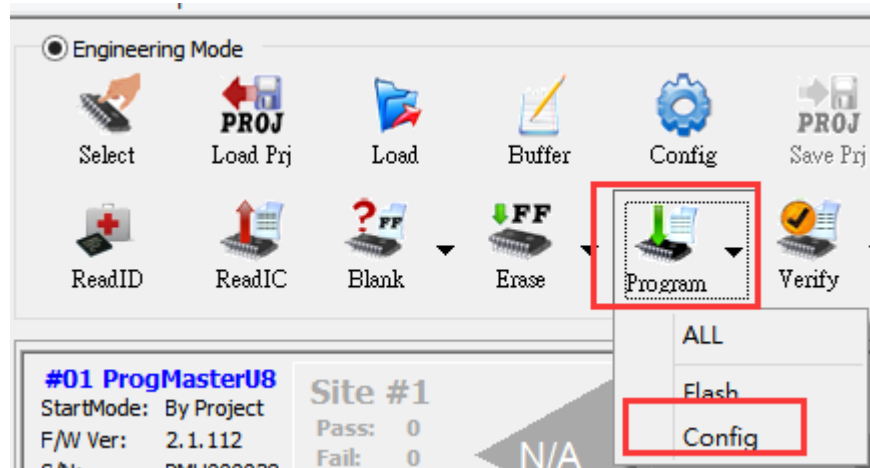 Engineering Mode
PROJ
PROJ
Select
Load Prj
Load
Buffer
Config
Save Prj
? FF
FF
ReadID
ReadIC
Blank
Erase
Program
Verify
ALL
Flash
Config
#01 ProgMasterU8
StartMode: By Project
F/W Ver: 2.1.112
Site #1
Pass: 0
Fail: 0
N/A